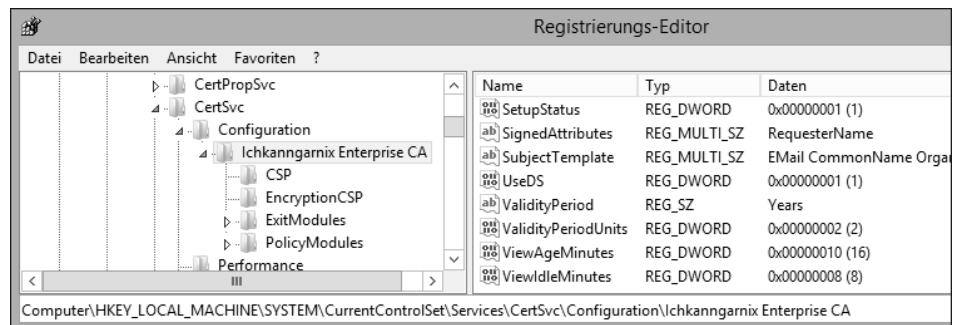 Registrierungs-Editor
Datei Bearbeiten Ansicht Favoriten ?
CertPropSvc
CertSvc
Configuration
Ichkanngarnix Enterprise CA
CSP
EncryptionCSP
ExitModules
PolicyModules
Performance
Name Typ Daten
SetupStatus REG_DWORD 0x00000001 (1)
SignedAttributes REG_MULTI_SZ RequesterName
SubjectTemplate REG_MULTI_SZ EMail CommonName Orga
UseDS REG_DWORD 0x00000001 (1)
ValidityPeriod REG_SZ Years
ValidityPeriodUnits REG_DWORD 0x00000002 (2)
ViewAgeMinutes REG_DWORD 0x00000010 (16)
ViewIdleMinutes REG_DWORD 0x00000008 (8)
Computer\HKEY_LOCAL_MACHINE\SYSTEM\CurrentControlSet\Services\CertSvc\Configuration\Ichkanngarnix Enterprise CA